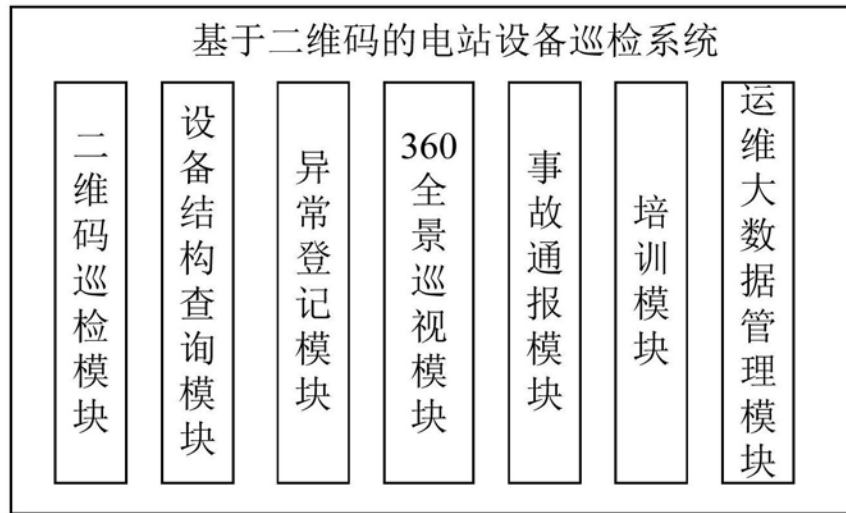 基于二维码的电站设备巡检系统
二维码巡检模块
设备结构查询模块
异常登记模块
360全景巡视模块
事故通报模块
培训模块
运维大数据管理模块